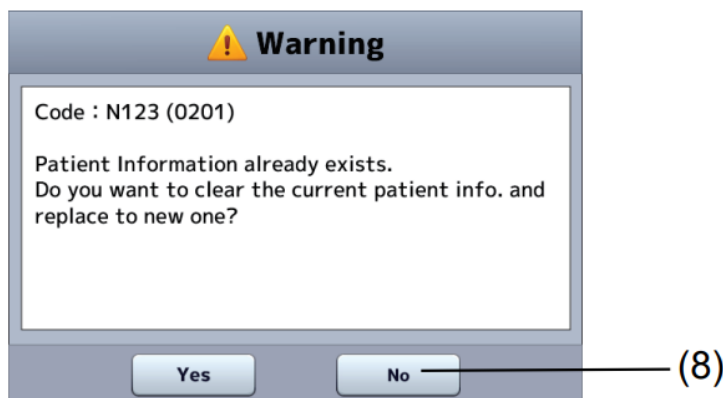 Warning
Code : N123 (0201)
Patient Information already exists.
Do you want to clear the current patient info. and
replace to new one?
Yes No (8)